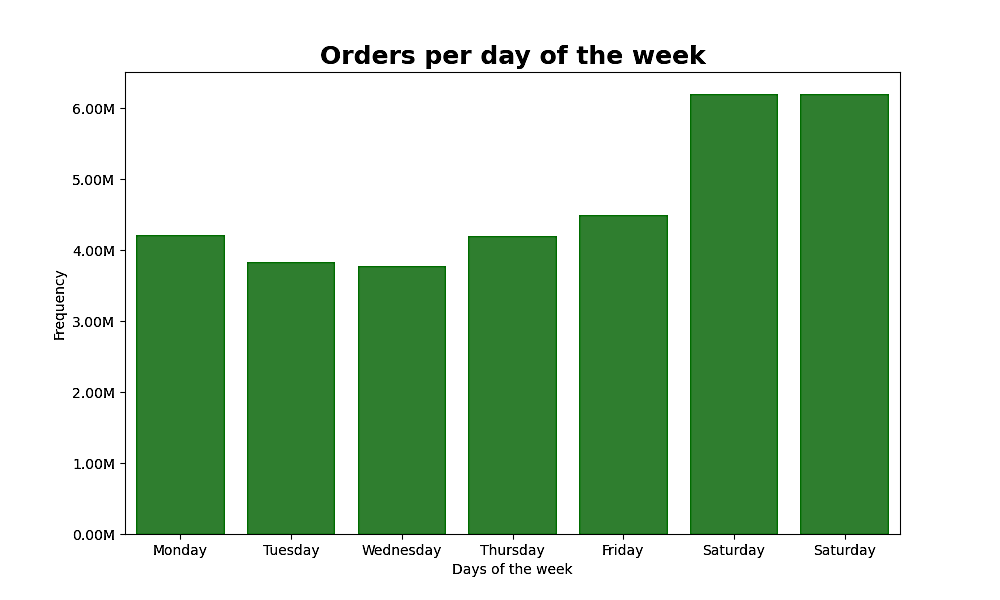 Orders per day of the week
Frequency
6.00M
5.00M
4.00M
3.00M
2.00M
1.00M
0.00M
Monday Tuesday Wednesday Thursday Friday Saturday Saturday
Days of the week